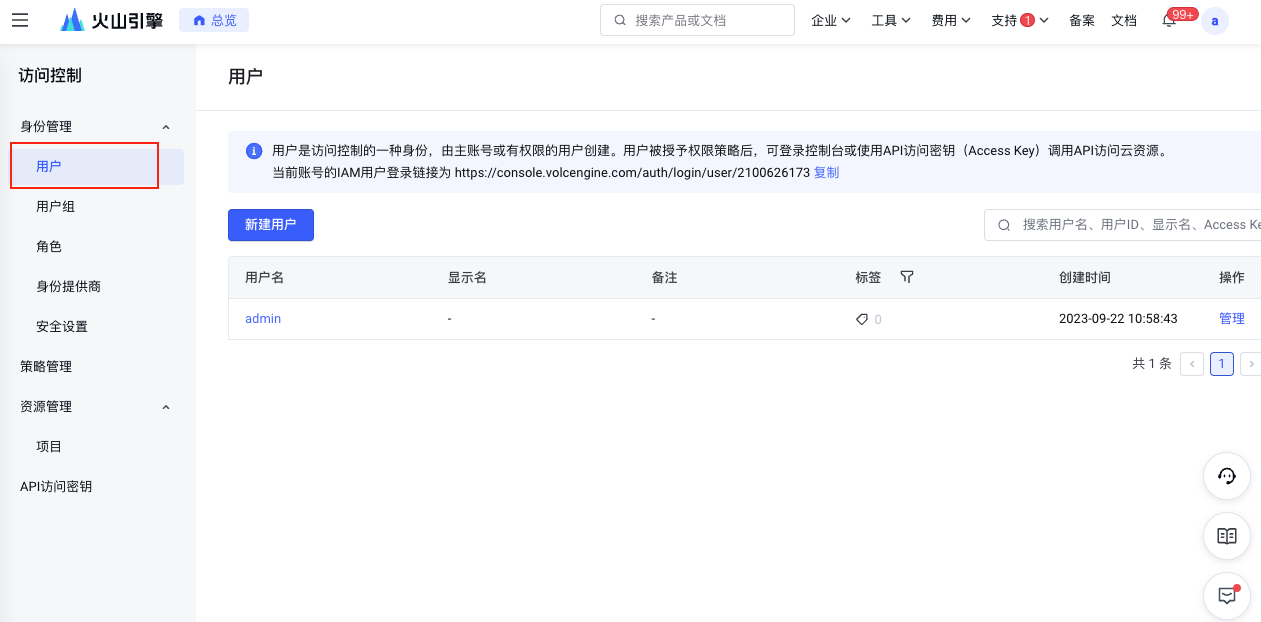 火山引擎
总览
搜索产品或文档
企业
工具
费用
支持 1
备案
文档
99+
a
访问控制
身份管理
用户
用户组
角色
身份提供商
安全设置
策略管理
资源管理
项目
API访问密钥
用户
用户是访问控制的一种身份，由主账号或有权限的用户创建。用户被授予权限策略后，可登录控制台或使用API访问密钥（Access Key）调用API访问云资源。
当前账号的IAM用户登录链接为 https://console.volcengine.com/auth/login/user/2100626173 复制
新建用户
搜索用户名、用户ID、显示名、Access Ke
用户名 显示名 备注 标签 创建时间 操作
admin - - 0 2023-09-22 10:58:43 管理
共 1 条 1